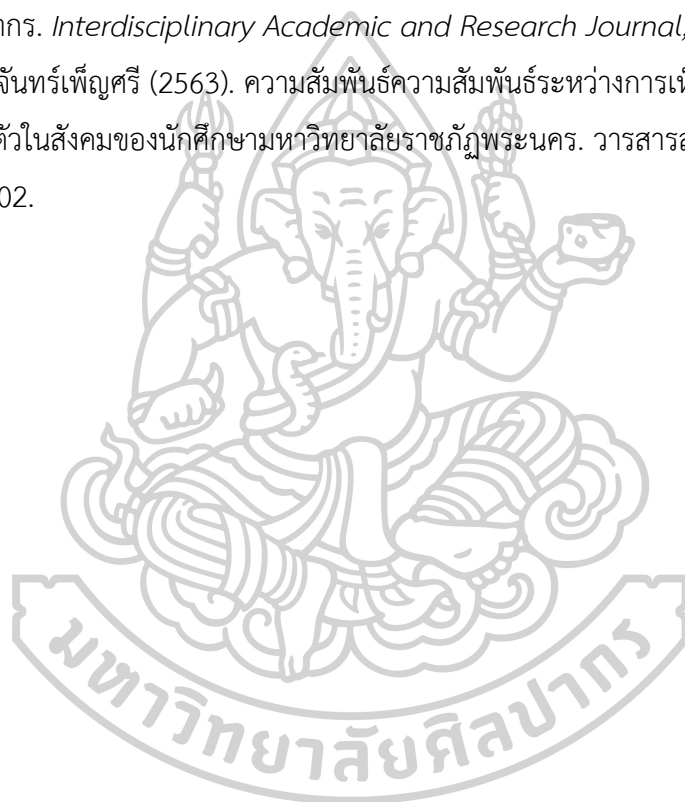 ากร. Interdisciplinary Academic and Research Journal,
จันทร์เพ็ญศรี (2563). ความสัมพันธ์ความสัมพันธ์ระหว่างการเห็
ตัวในสังคมของนักศึกษามหาวิทยาลัยราชภัฏพระนคร. วารสารส
02.
มหาวิทยาลัยศิลปากร